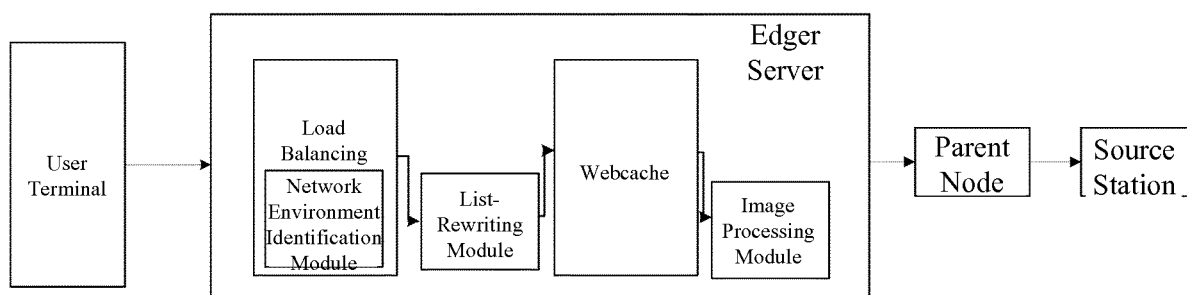 User
Terminal
Edger
Server
Load
Balancing
Network
Environment
Identification
Module
List-
Rewriting
Module
Webcache
Image
Processing
Module
Parent
Node
Source
Station